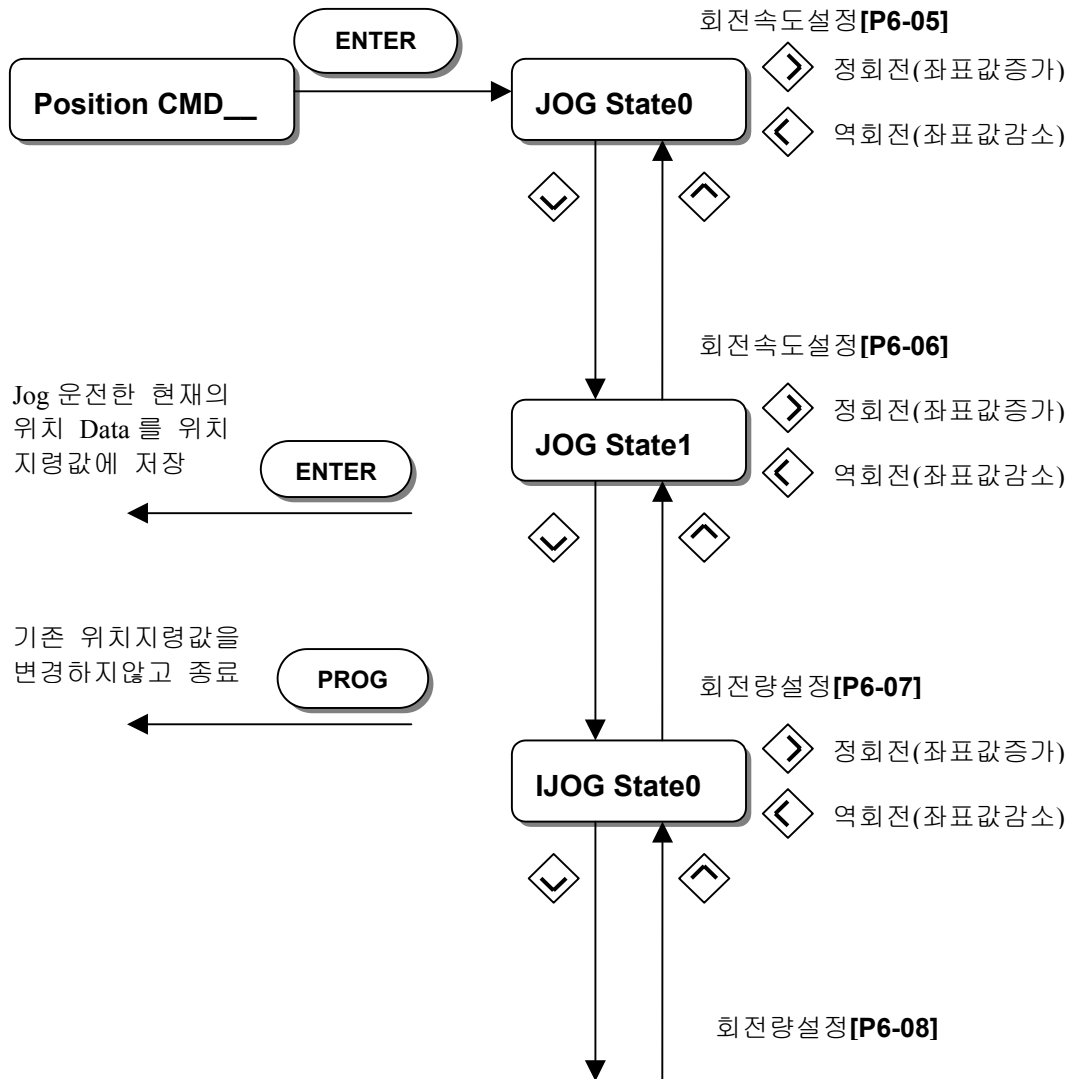 회전속도설정[P6-05]
ENTER
정회전(좌표값증가)
Position CMD__
JOG State0
역회전(좌표값감소)
회전속도설정[P6-06]
Jog 운전한 현재의
위치 Data 를 위치
지령값에 저장
정회전(좌표값증가)
JOG State1
ENTER
역회전(좌표값감소)
기존 위치지령값을
변경하지않고 종료
PROG
회전량설정[P6-07]
정회전(좌표값증가)
IJOG State0
역회전(좌표값감소)
회전량설정[P6-08]